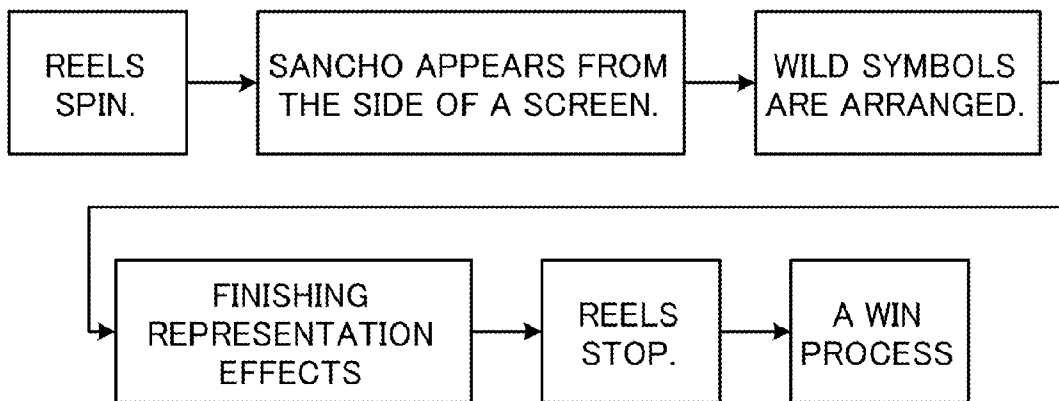 REELS
SPIN.
SANCHO APPEARS FROM
THE SIDE OF A SCREEN.
WILD SYMBOLS
ARE ARRANGED.
FINISHING
REPRESENTATION
EFFECTS
REELS
STOP.
A WIN
PROCESS